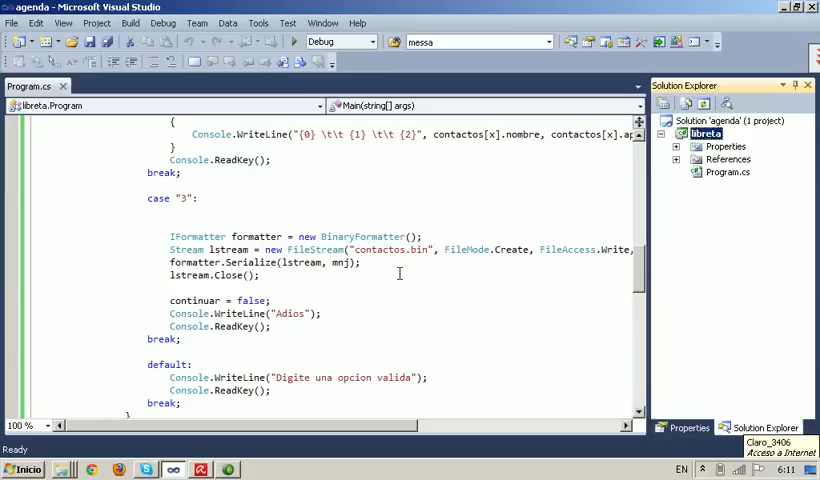 agenda - Microsoft Visual Studio
File Edit View Project Build Debug Team Data Tools Test Window Help
Debug messa
Program.cs
libreta.Program Main(string[] args)
{
Console.WriteLine("{0} \t\t {1} \t\t {2}", contactos[x].nombre, contactos[x].ap
}
Console.ReadKey();
break;
case "3":
IFormatter formatter = new BinaryFormatter();
Stream lstream = new FileStream("contactos.bin", FileMode.Create, FileAccess.Write,
formatter.Serialize(lstream, mnj);
lstream.Close();
continuar = false;
Console.WriteLine("Adios");
Console.ReadKey();
break;
default:
Console.WriteLine("Digite una opcion valida");
Console.ReadKey();
break;
}
100 %
Solution Explorer
Solution 'agenda' (1 project)
libreta
Properties
References
Program.cs
Properties Solution Explorer
Ready
Claro_3406
Acceso a Internet
Inicio
EN 6:11